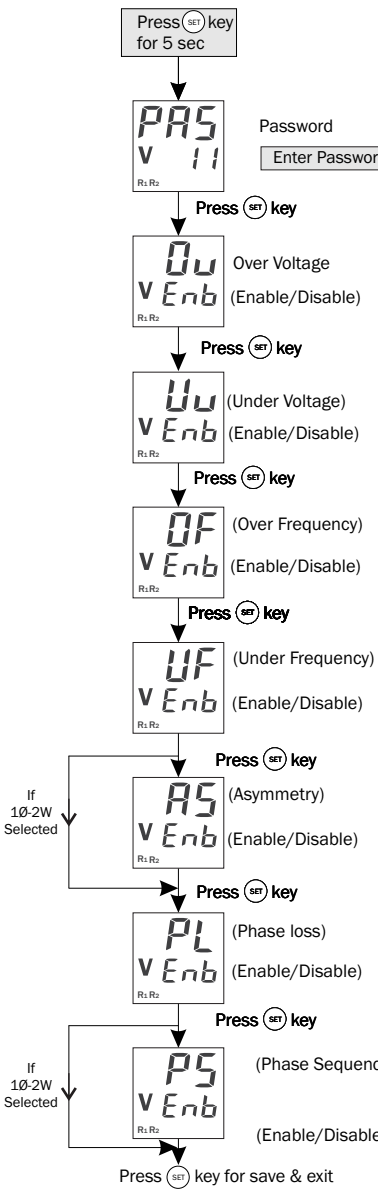 Press SET key
for 5 sec
PAS
V 11
R1 R2
Password
Enter Passwor
Press SET key
Ou
V Enb
R1 R2
Over Voltage
(Enable/Disable)
Press SET key
Uu
V Enb
R1 R2
(Under Voltage)
(Enable/Disable)
Press SET key
OF
V Enb
R1 R2
(Over Frequency)
(Enable/Disable)
Press SET key
UF
V Enb
R1 R2
(Under Frequency)
(Enable/Disable)
Press SET key
If
1Ø-2W
Selected
AS
V Enb
R1 R2
(Asymmetry)
(Enable/Disable)
Press SET key
PL
V Enb
R1 R2
(Phase loss)
(Enable/Disable)
Press SET key
If
1Ø-2W
Selected
PS
V Enb
R1 R2
(Phase Sequenc
(Enable/Disable
Press SET key for save & exit